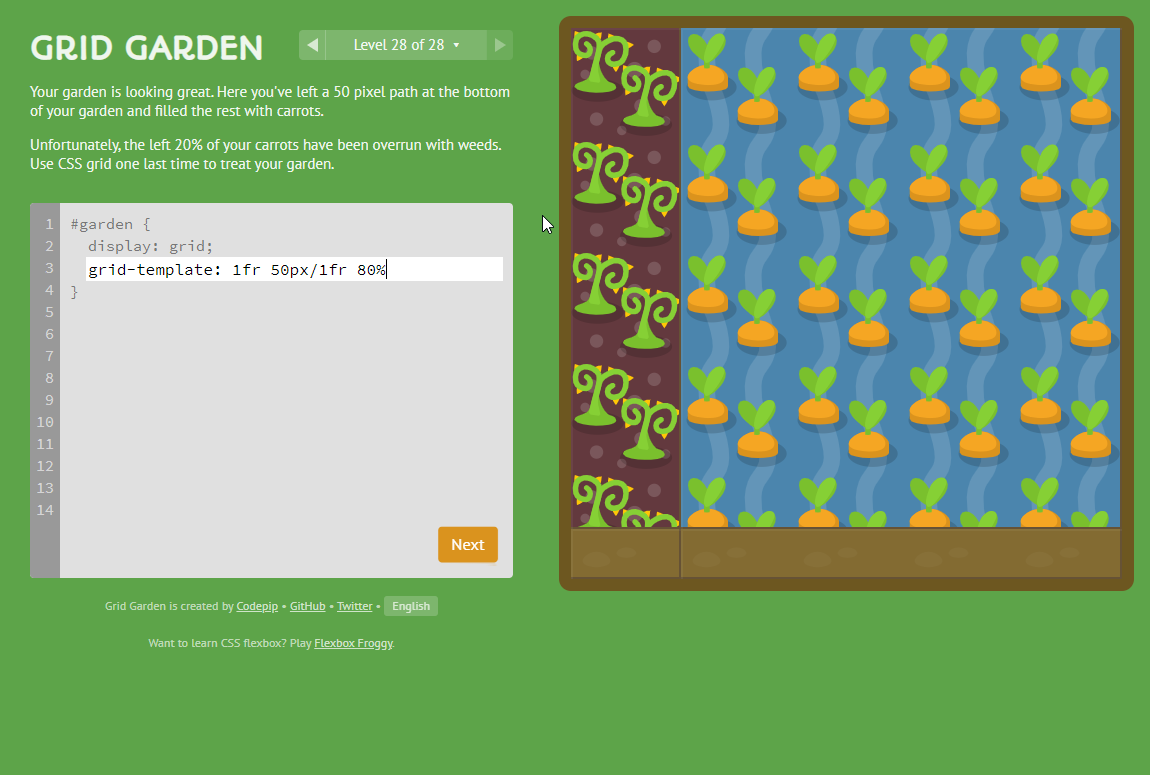 GRID GARDEN
Level 28 of 28
Your garden is looking great. Here you've left a 50 pixel path at the bottom
of your garden and filled the rest with carrots.
Unfortunately, the left 20% of your carrots have been overrun with weeds.
Use CSS grid one last time to treat your garden.
1 #garden {
2 display: grid;
3 grid-template: 1fr 50px/1fr 80%
4 }
5
6
7
8
9
10
11
12
13
14
Next
Grid Garden is created by Codepip • GitHub • Twitter • English
Want to learn CSS flexbox? Play Flexbox Froggy.